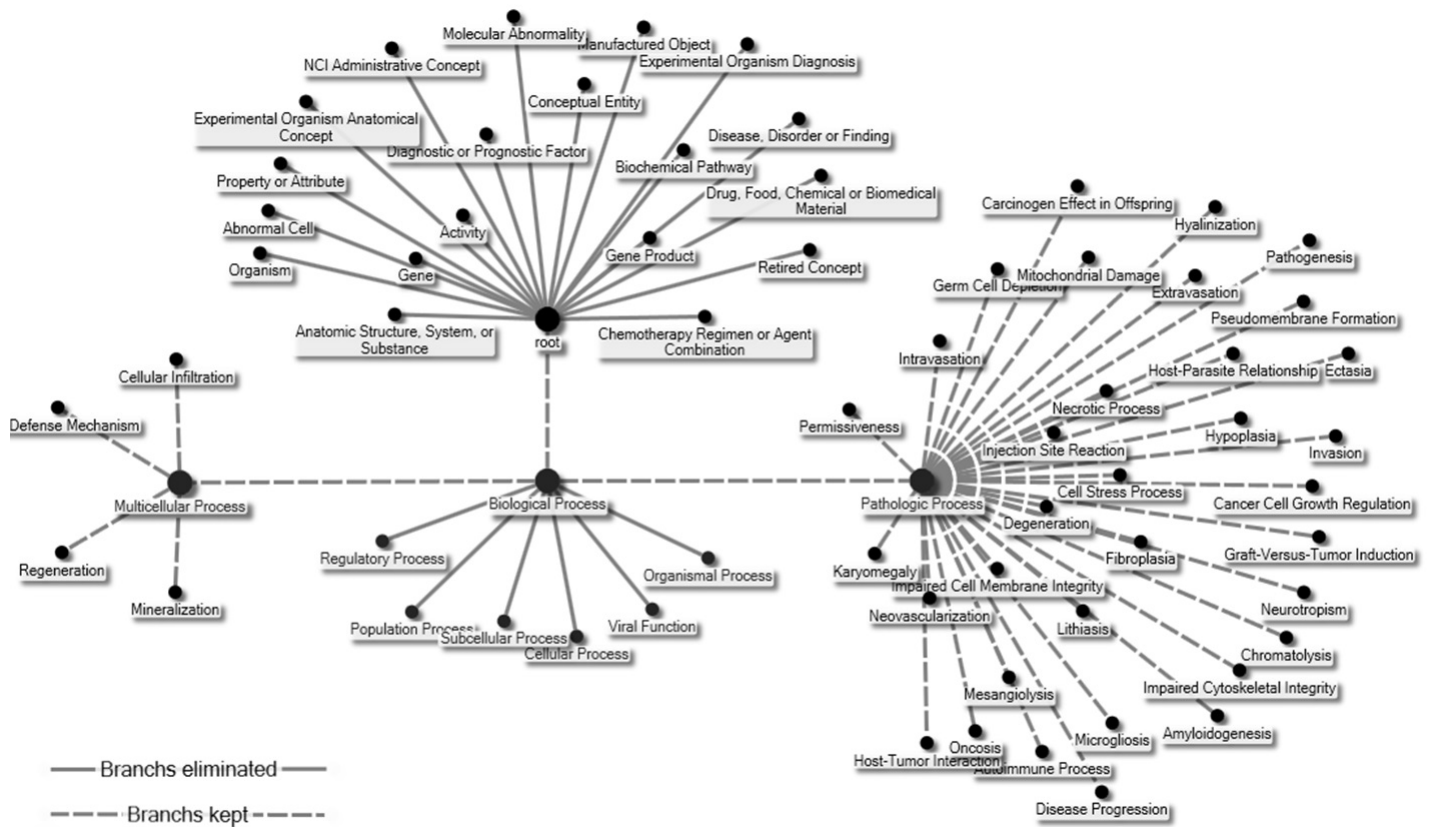 Molecular Abnormality
Manufactured Object
NCI Administrative Concept
Experimental Organism Diagnosis
Conceptual Entity
Experimental Organism Anatomical
Concept
Diagnostic or Prognostic Factor
Disease, Disorder or Finding
Biochemical Pathway
Property or Attribute
Drug, Food, Chemical or Biomedical
Material
Abnormal Cell
Activity
Gene Product
Organism
Gene
Retired Concept
Anatomic Structure, System, or
Substance
root
Chemotherapy Regimen or Agent
Combination
Carcinogen Effect in Offspring
Hyalinization
Pathogenesis
Mitochondrial Damage
Germ Cell Depletion
Extravasation
Pseudomembrane Formation
Intravasation
Host-Parasite Relationship
Ectasia
Cellular Infiltration
Necrotic Process
Defense Mechanism
Permissiveness
Injection Site Reaction
Hypoplasia
Invasion
Multicellular Process
Biological Process
Pathologic Process
Cell Stress Process
Cancer Cell Growth Regulation
Degeneration
Regulatory Process
Fibroplasia
Graft-Versus-Tumor Induction
Regeneration
Organismal Process
Karyomegaly
Impaired Cell Membrane Integrity
Mineralization
Neovascularization
Neurotropism
Population Process
Subcellular Process
Cellular Process
Viral Function
Lithiasis
Chromatolysis
Impaired Cytoskeletal Integrity
Mesangiolysis
Amyloidogenesis
Microgliosis
Oncosis
Host-Tumor Interaction
Autoimmune Process
Disease Progression
Branchs eliminated
Branchs kept